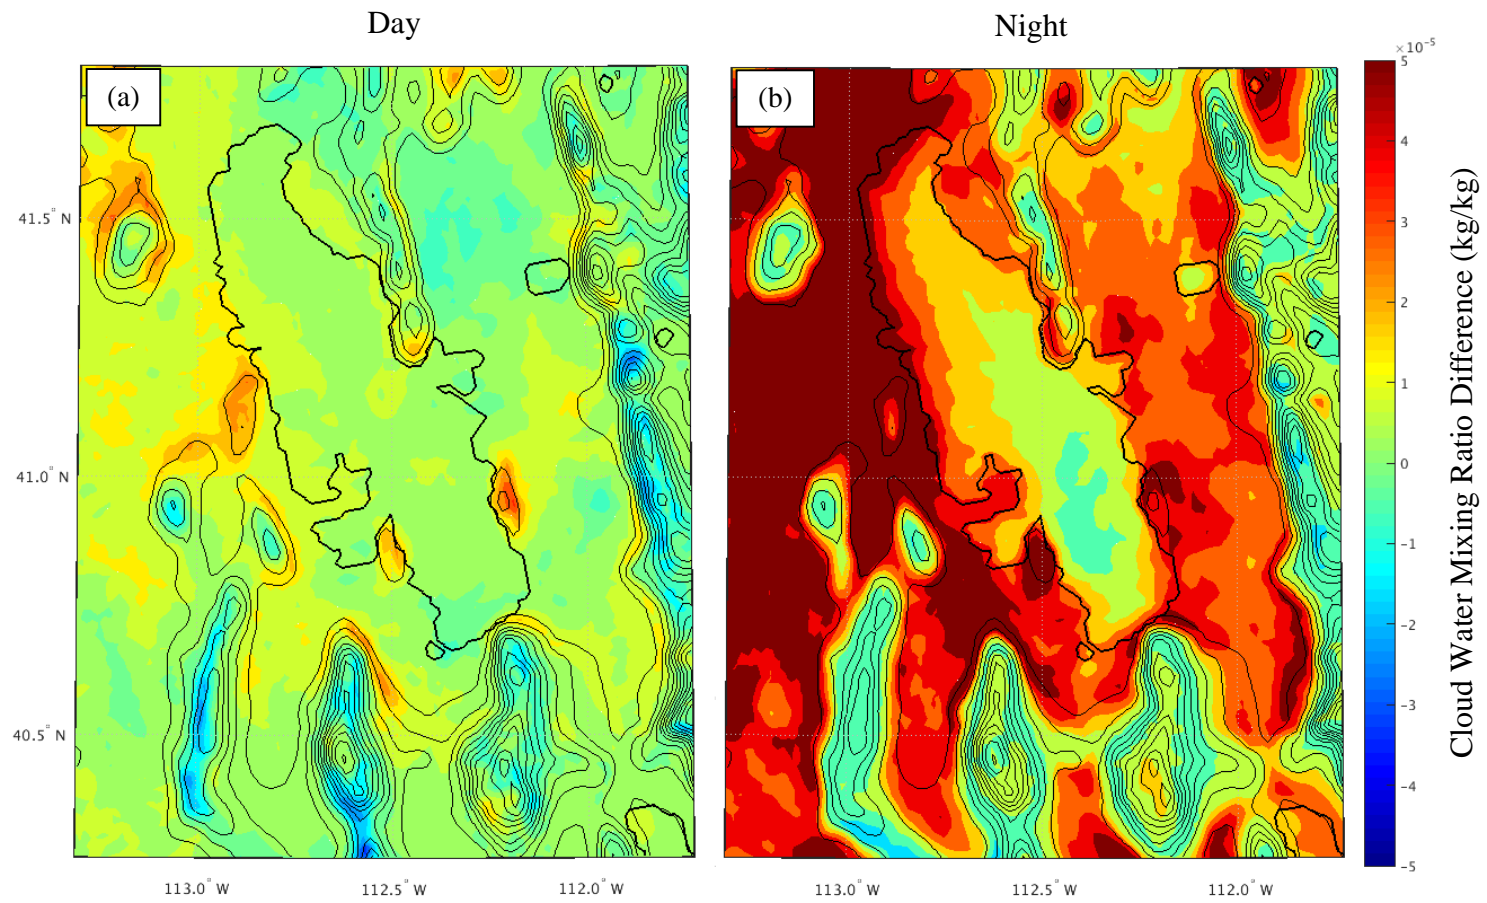 Day
Night
(a)
(b)
41.5° N
41.0° N
40.5° N
113.0° W
112.5° W
112.0° W
113.0° W
112.5° W
112.0° W
×10⁻⁵
5
4
3
2
1
0
-1
-2
-3
-4
-5
Cloud Water Mixing Ratio Difference (kg/kg)